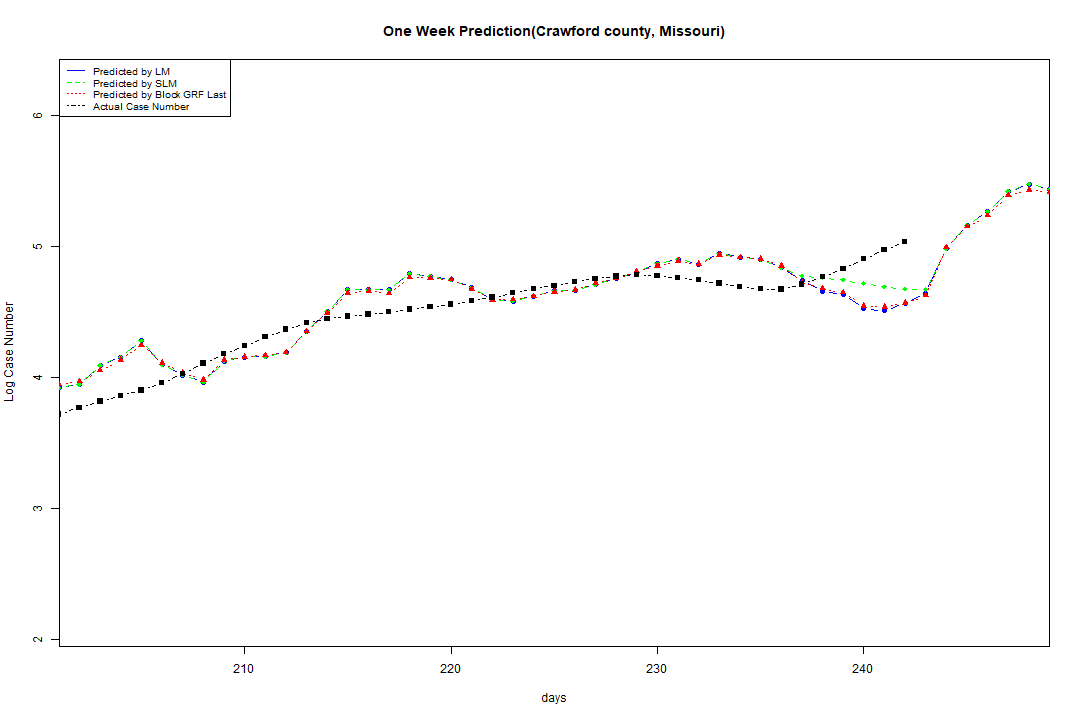 One Week Prediction(Crawford county, Missouri)
Predicted by LM
Predicted by SLM
Predicted by Block GRF Last
Actual Case Number
6
5
4
3
2
Log Case Number
210 220 230 240
days